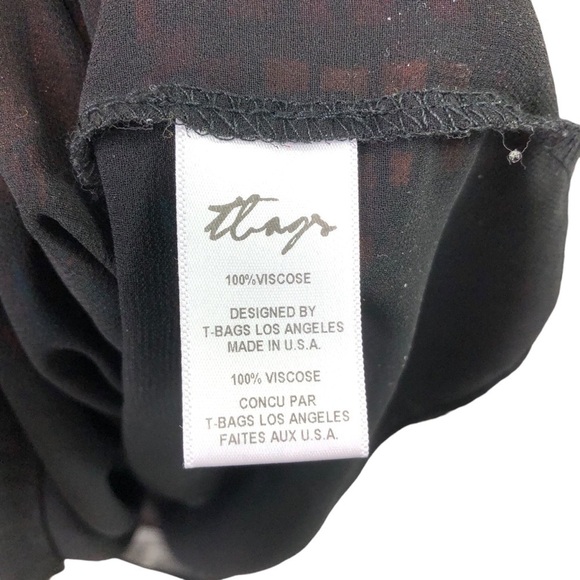 tbags
100%VISCOSE
DESIGNED BY
T-BAGS LOS ANGELES
MADE IN U.S.A.
100% VISCOSE
CONCU PAR
T-BAGS LOS ANGELES
FAITES AUX U.S.A.